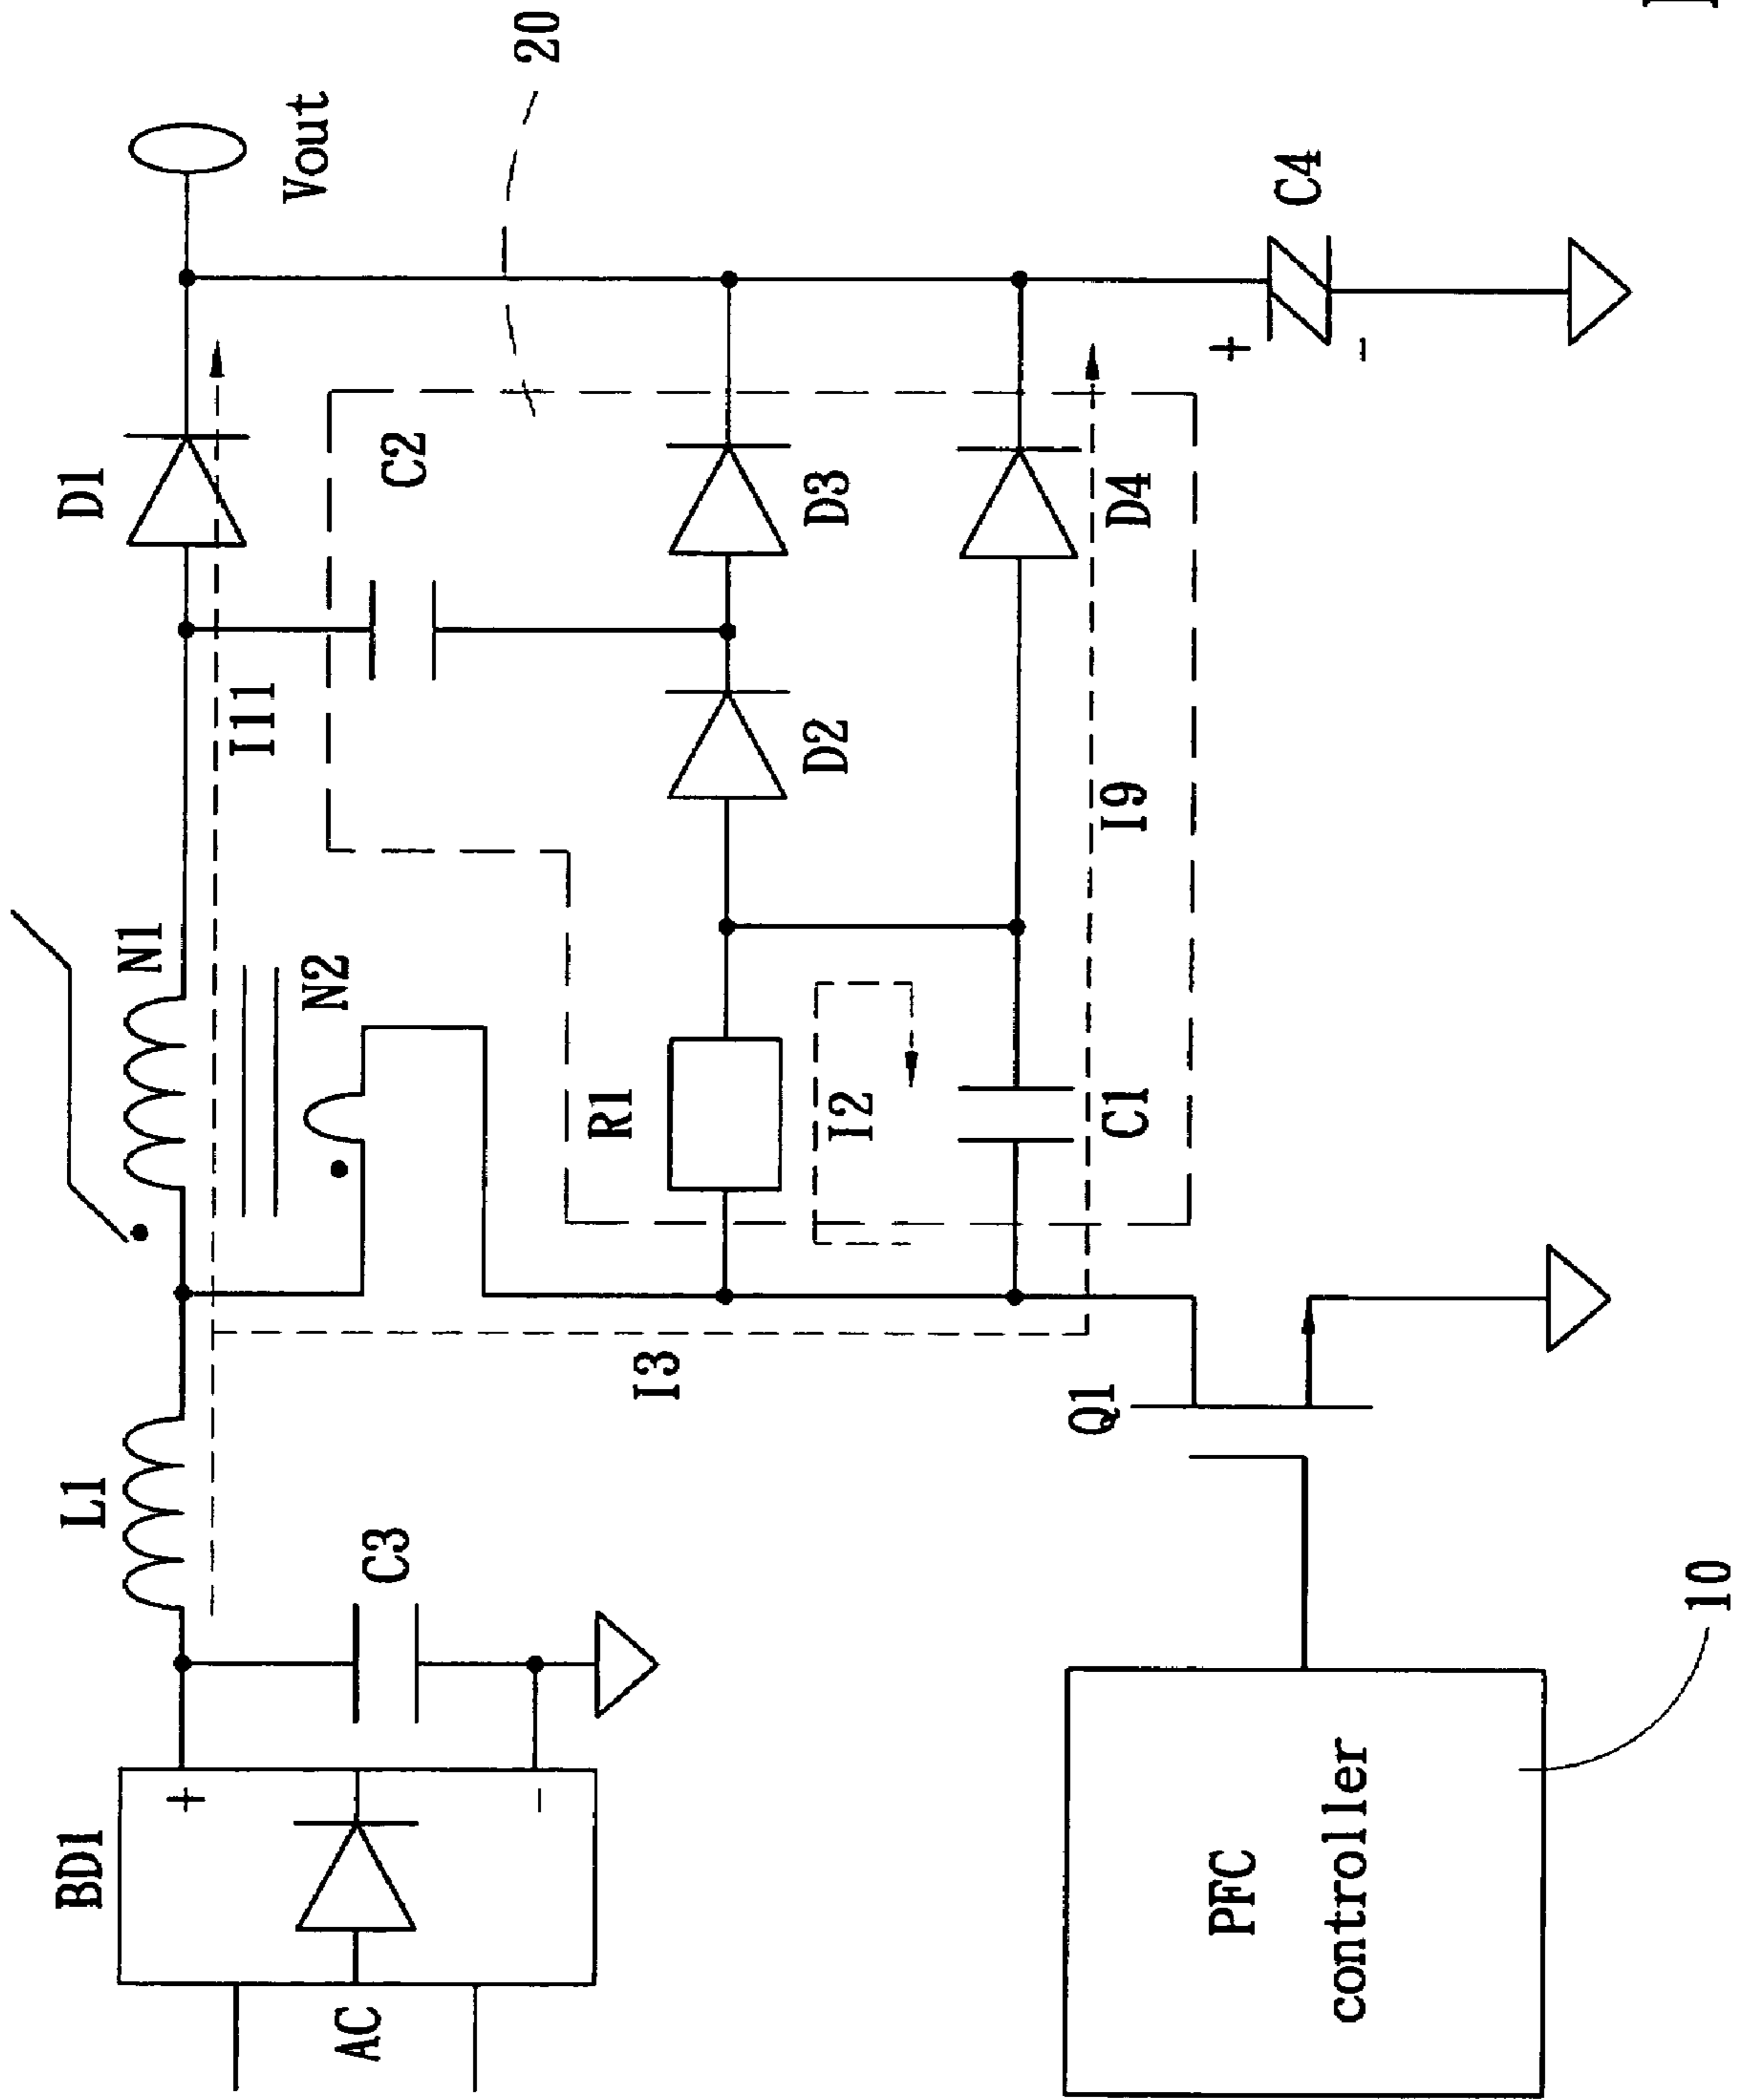 BD1
+
-
AC
L1
C3
N1
N2
I11
D1
Vout
C2
20
D3
D2
R1
I2
I3
C1
I9
D4
+
-
C4
Q1
PFC
controller
10